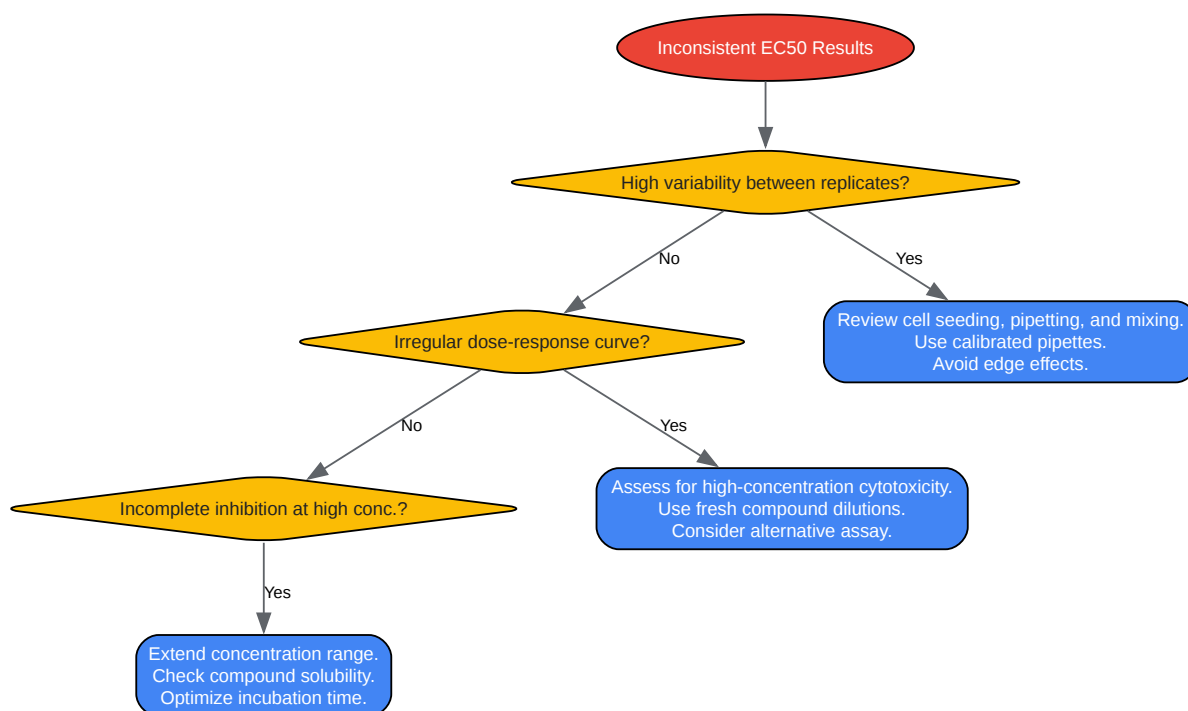 Inconsistent EC50 Results
High variability between replicates?
No
Yes
Review cell seeding, pipetting, and mixing.
Use calibrated pipettes.
Avoid edge effects.
Irregular dose-response curve?
No
Yes
Assess for high-concentration cytotoxicity.
Use fresh compound dilutions.
Consider alternative assay.
Incomplete inhibition at high conc.?
Yes
Extend concentration range.
Check compound solubility.
Optimize incubation time.